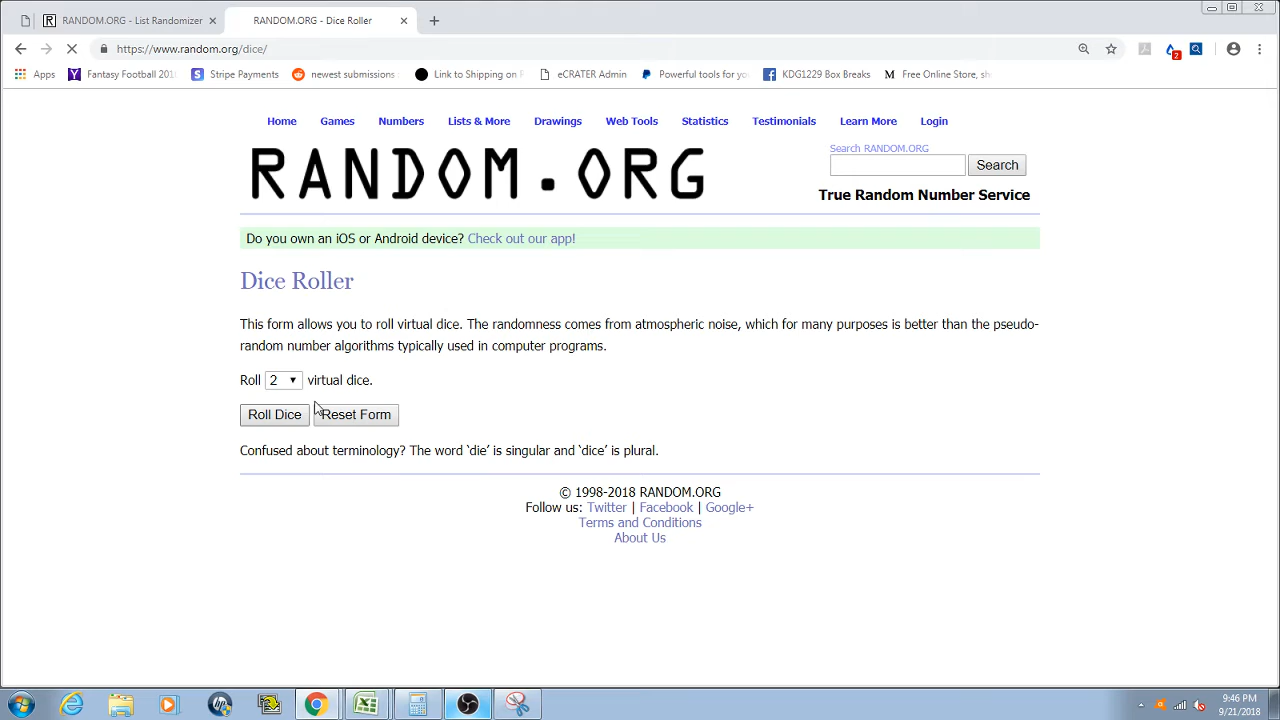 RANDOM.ORG - List Randomizer
RANDOM.ORG - Dice Roller
https://www.random.org/dice/
Apps
Fantasy Football 201
Stripe Payments
newest submissions
Link to Shipping on
eCRATER Admin
Powerful tools for yo
KDG1229 Box Breaks
Free Online Store, sh
2
Home Games Numbers Lists & More Drawings Web Tools Statistics Testimonials Learn More Login
RANDOM.ORG
Search RANDOM.ORG
Search
True Random Number Service
Do you own an iOS or Android device? Check out our app!
Dice Roller
This form allows you to roll virtual dice. The randomness comes from atmospheric noise, which for many purposes is better than the pseudo-
random number algorithms typically used in computer programs.
Roll 2 virtual dice.
Roll Dice Reset Form
Confused about terminology? The word ‘die’ is singular and ‘dice’ is plural.
© 1998-2018 RANDOM.ORG
Follow us: Twitter | Facebook | Google+
Terms and Conditions
About Us
9:46 PM
9/21/2018